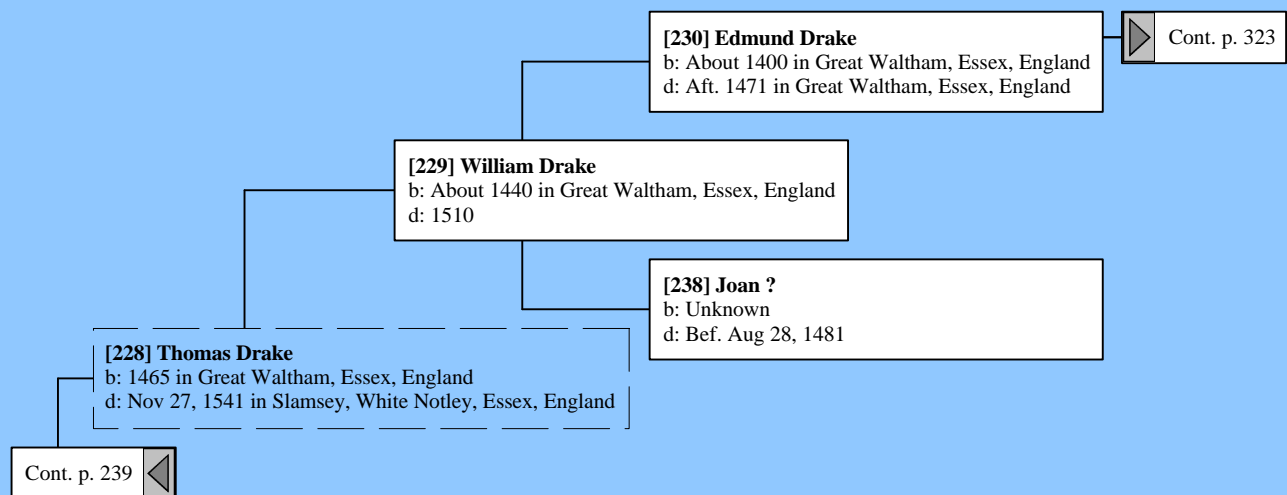 [230] Edmund Drake
b: About 1400 in Great Waltham, Essex, England
d: Aft. 1471 in Great Waltham, Essex, England
Cont. p. 323
[229] William Drake
b: About 1440 in Great Waltham, Essex, England
d: 1510
[238] Joan ?
b: Unknown
d: Bef. Aug 28, 1481
[228] Thomas Drake
b: 1465 in Great Waltham, Essex, England
d: Nov 27, 1541 in Slamsey, White Notley, Essex, England
Cont. p. 239